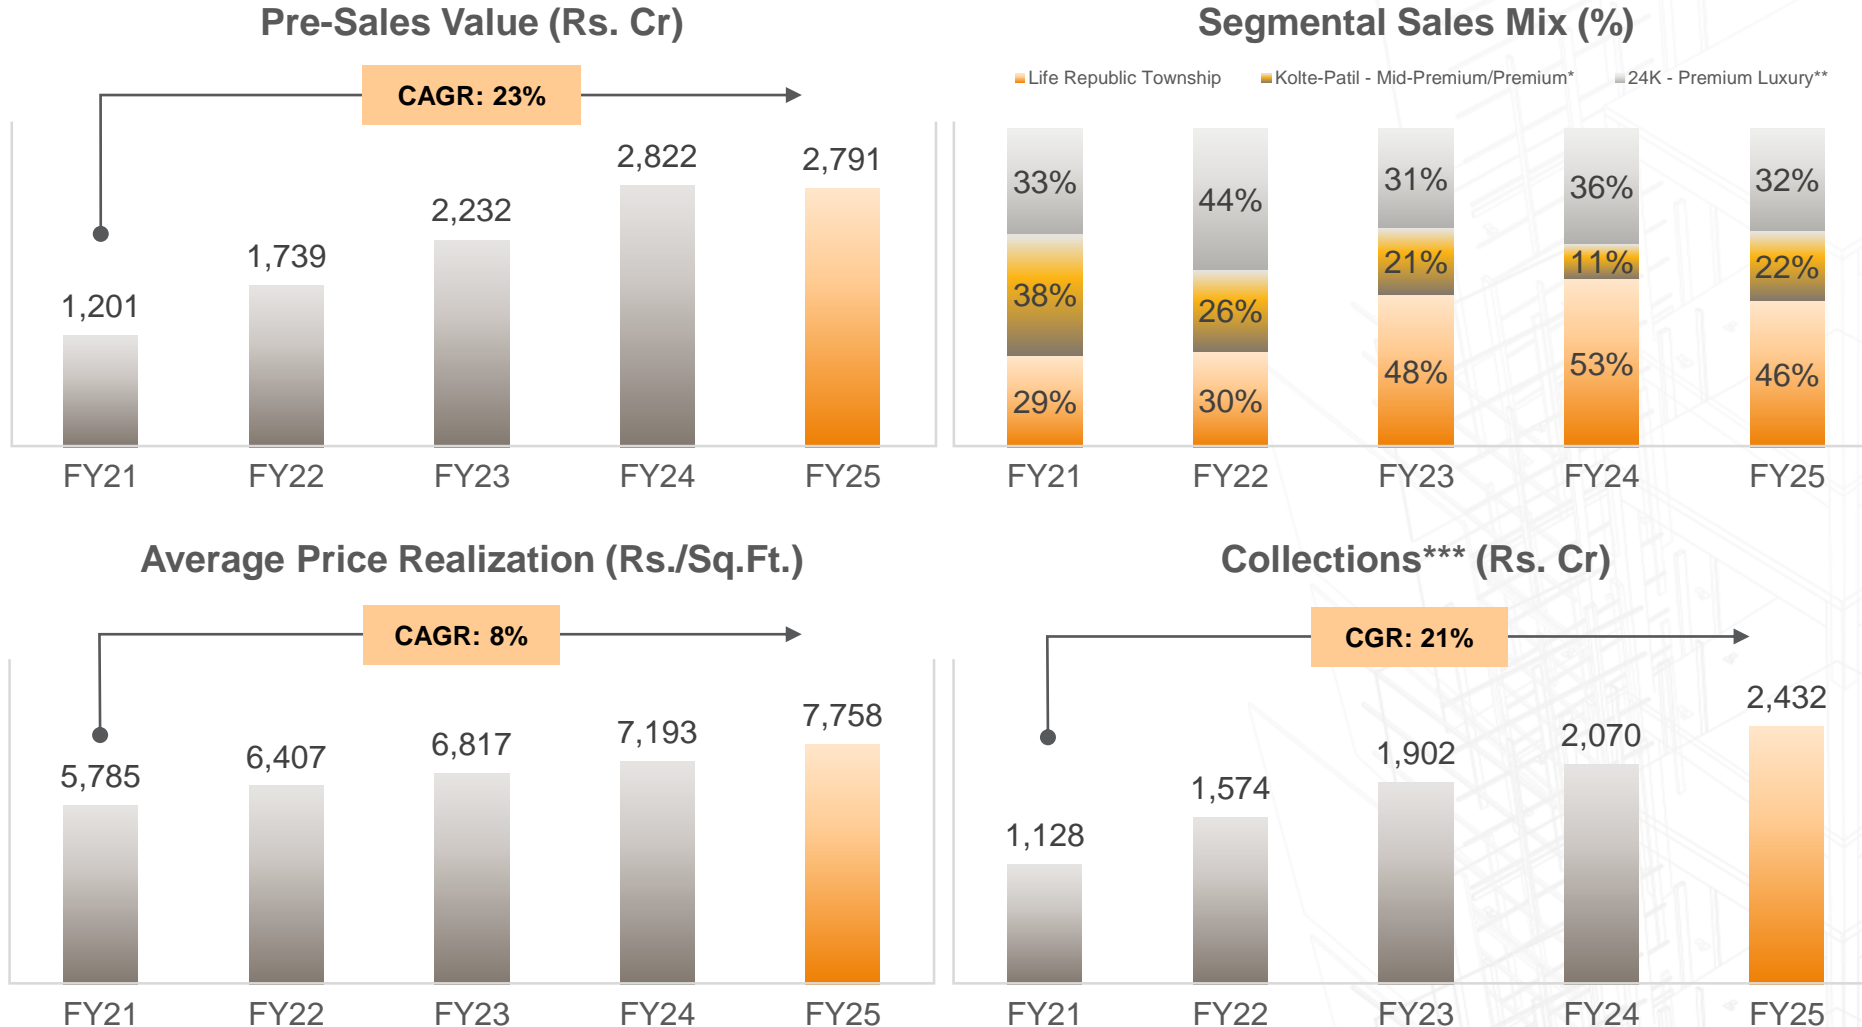 Pre-Sales Value (Rs. Cr)
CAGR: 23%
1,201
1,739
2,232
2,822
2,791
FY21
FY22
FY23
FY24
FY25
Segmental Sales Mix (%)
Life Republic Township
Kolte-Patil - Mid-Premium/Premium*
24K - Premium Luxury**
33%
44%
31%
36%
32%
38%
26%
21%
11%
22%
29%
30%
48%
53%
46%
FY21
FY22
FY23
FY24
FY25
Average Price Realization (Rs./Sq.Ft.)
CAGR: 8%
5,785
6,407
6,817
7,193
7,758
FY21
FY22
FY23
FY24
FY25
Collections*** (Rs. Cr)
CGR: 21%
1,128
1,574
1,902
2,070
2,432
FY21
FY22
FY23
FY24
FY25